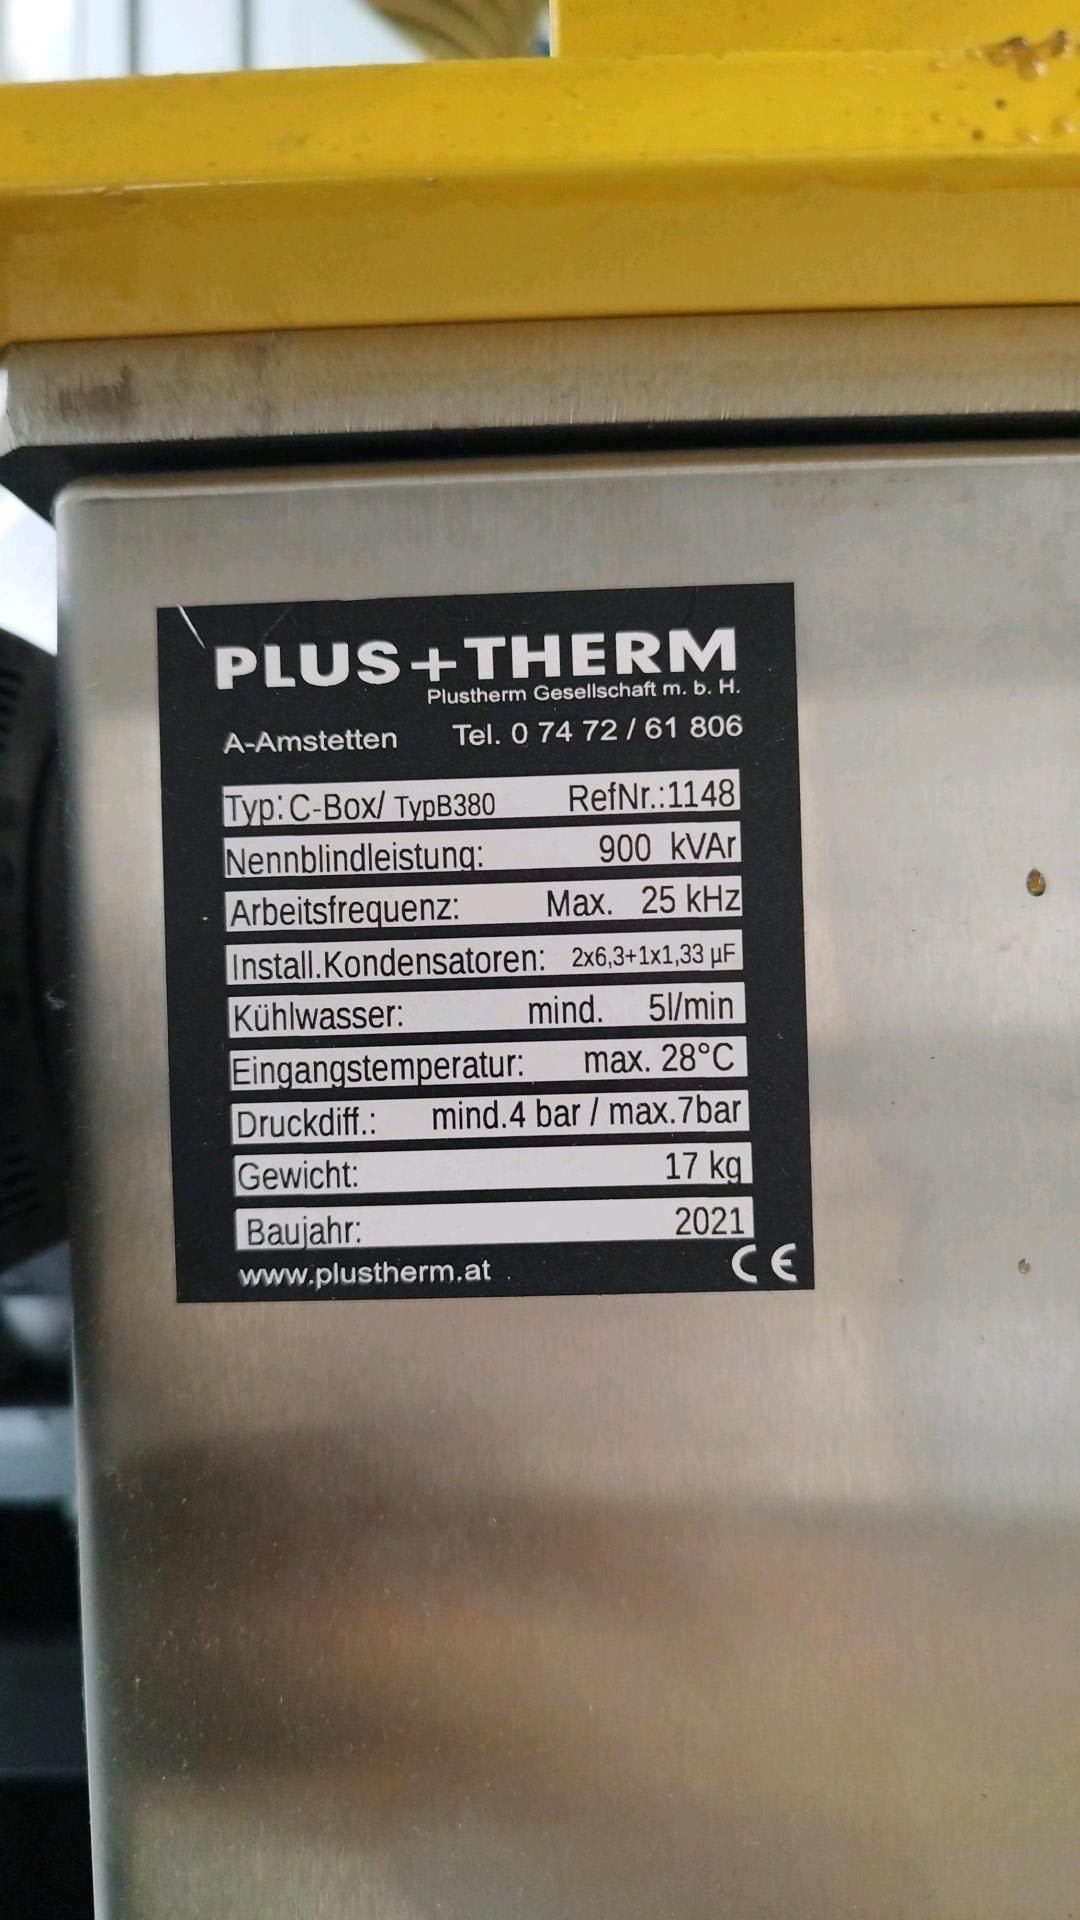 PLUS+THERM
Plustherm Gesellschaft m. b. H.
A-Amstetten Tel. 0 74 72 / 61 806
Typ: C-Box/ TypB380 RefNr.:1148
Nennblindleistung: 900 kVAr
Arbeitsfrequenz: Max. 25 kHz
Install.Kondensatoren: 2x6,3+1x1,33 µF
Kühlwasser: mind. 5l/min
Eingangstemperatur: max. 28°C
Druckdiff.: mind.4 bar / max.7bar
Gewicht: 17 kg
Baujahr: 2021
www.plustherm.at CE